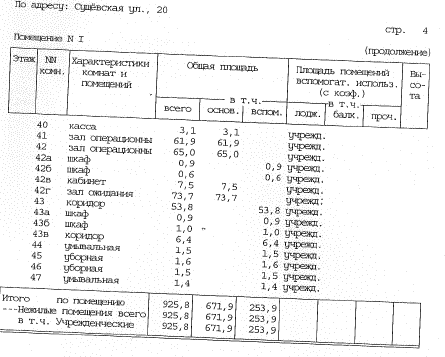 По адресу: Сущёвская ул., 20
стр. 4
Помещение N I
(продолжение)
Этаж NN Характеристики Общая площадь Площадь помещений Вы-
комн. комнат и вспомогат. использ. со-
помещений (с коэф.) та
в т.ч. в т.ч.
всего основ. вспом. лодж. балк. проч.
40 касса 3,1 3,1 учрежд.
41 зал операционны 61,9 61,9 учрежд.
42 зал операционны 65,0 65,0 учрежд.
42а шкаф 0,9 0,9 учрежд.
42б шкаф 0,6 0,6 учрежд.
42в кабинет 7,5 7,5 учрежд.
42г зал ожидания 73,7 73,7 учрежд.
43 коридор 53,8 53,8 учрежд.
43а шкаф 0,9 0,9 учрежд.
43б шкаф 1,0 1,0 учрежд.
43в коридор 6,4 6,4 учрежд.
44 умывальная 1,5 1,5 учрежд.
45 уборная 1,6 1,6 учрежд.
46 уборная 1,5 1,5 учрежд.
47 умывальная 1,4 1,4 учрежд.
Итого по помещению 925,8 671,9 253,9
---Нежилые помещения всего 925,8 671,9 253,9
в т.ч. Учрежденческие 925,8 671,9 253,9